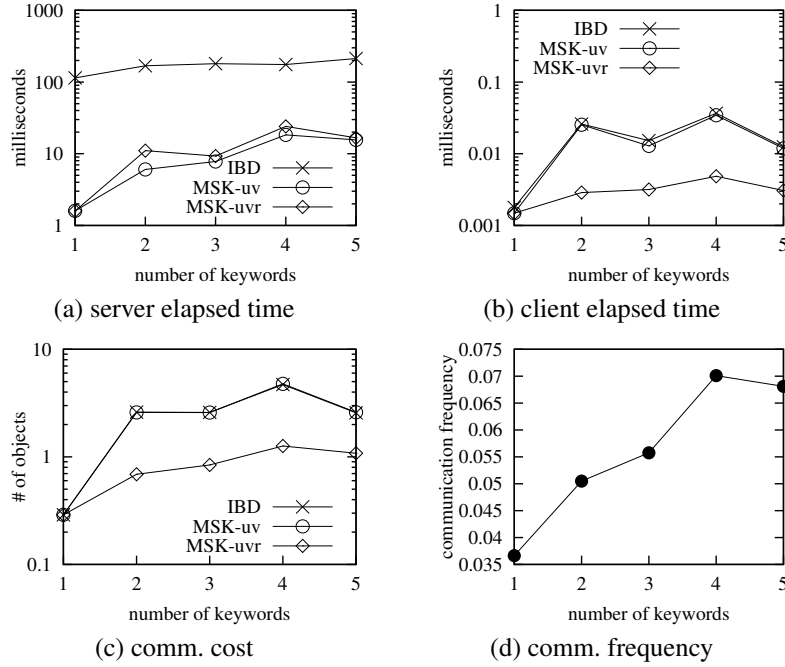 1000
100
10
1
milliseconds
IBD
MSK-uv
MSK-uvr
1 2 3 4 5
number of keywords
(a) server elapsed time
1
0.1
0.01
0.001
milliseconds
IBD
MSK-uv
MSK-uvr
1 2 3 4 5
number of keywords
(b) client elapsed time
10
1
0.1
# of objects
IBD
MSK-uv
MSK-uvr
1 2 3 4 5
number of keywords
(c) comm. cost
0.075
0.07
0.065
0.06
0.055
0.05
0.045
0.04
0.035
communication frequency
1 2 3 4 5
number of keywords
(d) comm. frequency